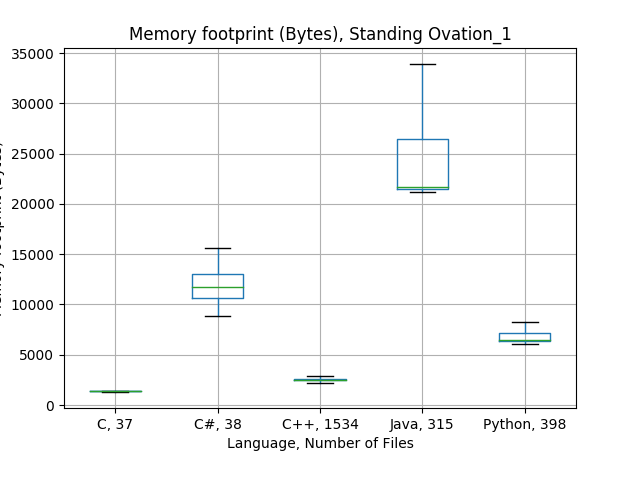 Memory footprint (Bytes), Standing Ovation_1
35000
30000
25000
20000
15000
10000
5000
0
C, 37 C#, 38 C++, 1534 Java, 315 Python, 398
Language, Number of Files